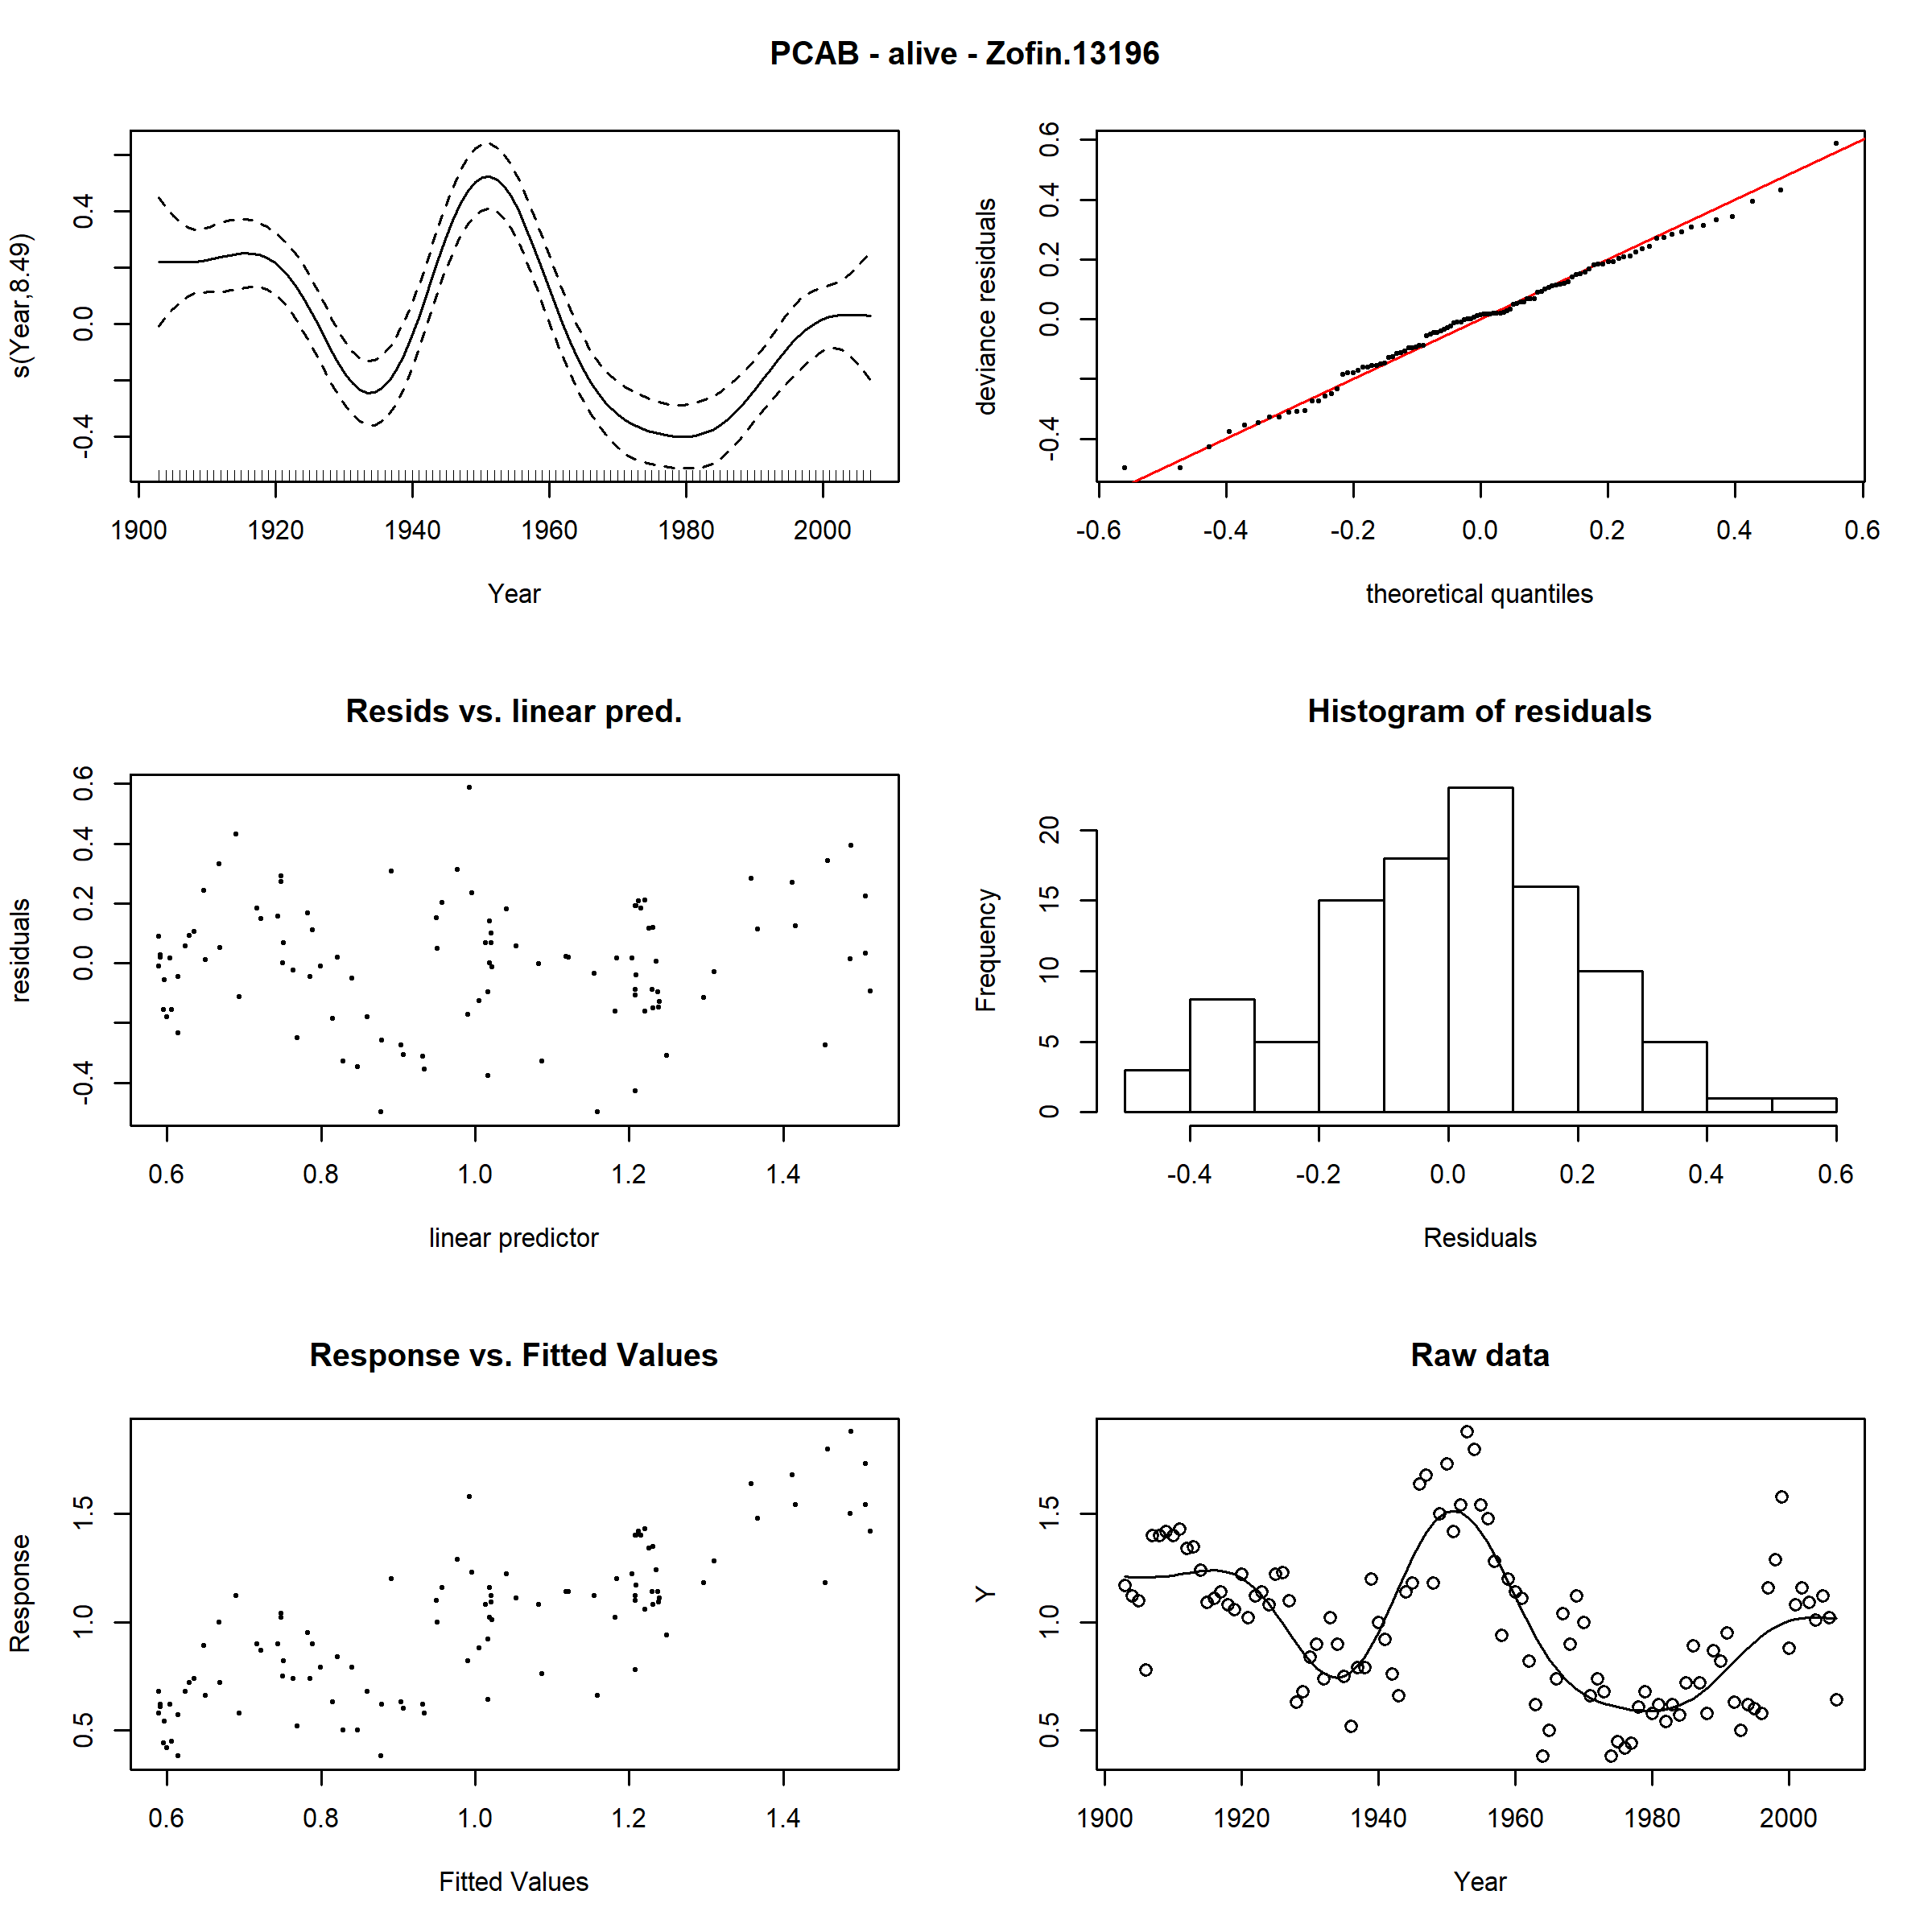 PCAB - alive - Zofin.13196
s(Year,8.49)
-0.4 0.0 0.4
1900 1920 1940 1960 1980 2000
Year
deviance residuals
-0.4 0.0 0.2 0.4 0.6
-0.6 -0.4 -0.2 0.0 0.2 0.4 0.6
theoretical quantiles
Resids vs. linear pred.
residuals
-0.4 0.0 0.2 0.4 0.6
0.6 0.8 1.0 1.2 1.4
linear predictor
Histogram of residuals
Frequency
0 5 10 15 20
-0.4 -0.2 0.0 0.2 0.4 0.6
Residuals
Response vs. Fitted Values
Response
0.5 1.0 1.5
0.6 0.8 1.0 1.2 1.4
Fitted Values
Raw data
Y
0.5 1.0 1.5
1900 1920 1940 1960 1980 2000
Year